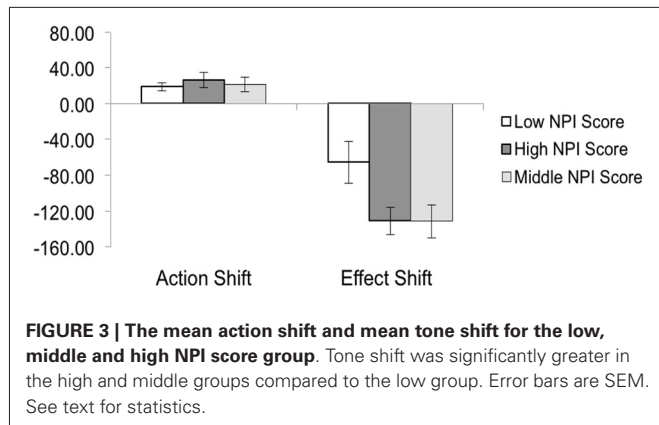 80.00
40.00
0.00
-40.00
-80.00
-120.00
-160.00
Action Shift
Effect Shift
Low NPI Score
High NPI Score
Middle NPI Score
FIGURE 3 | The mean action shift and mean tone shift for the low,
middle and high NPI score group. Tone shift was significantly greater in
the high and middle groups compared to the low group. Error bars are SEM.
See text for statistics.